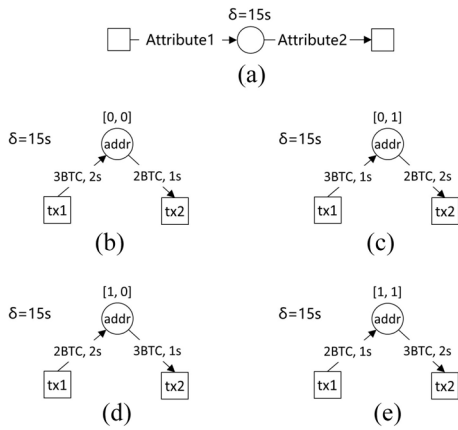 δ=15s
Attribute1
Attribute2
(a)
[0, 0]
δ=15s
addr
3BTC, 2s
2BTC, 1s
tx1
tx2
(b)
[0, 1]
δ=15s
addr
3BTC, 1s
2BTC, 2s
tx1
tx2
(c)
[1, 0]
δ=15s
addr
2BTC, 2s
3BTC, 1s
tx1
tx2
(d)
[1, 1]
δ=15s
addr
2BTC, 1s
3BTC, 2s
tx1
tx2
(e)